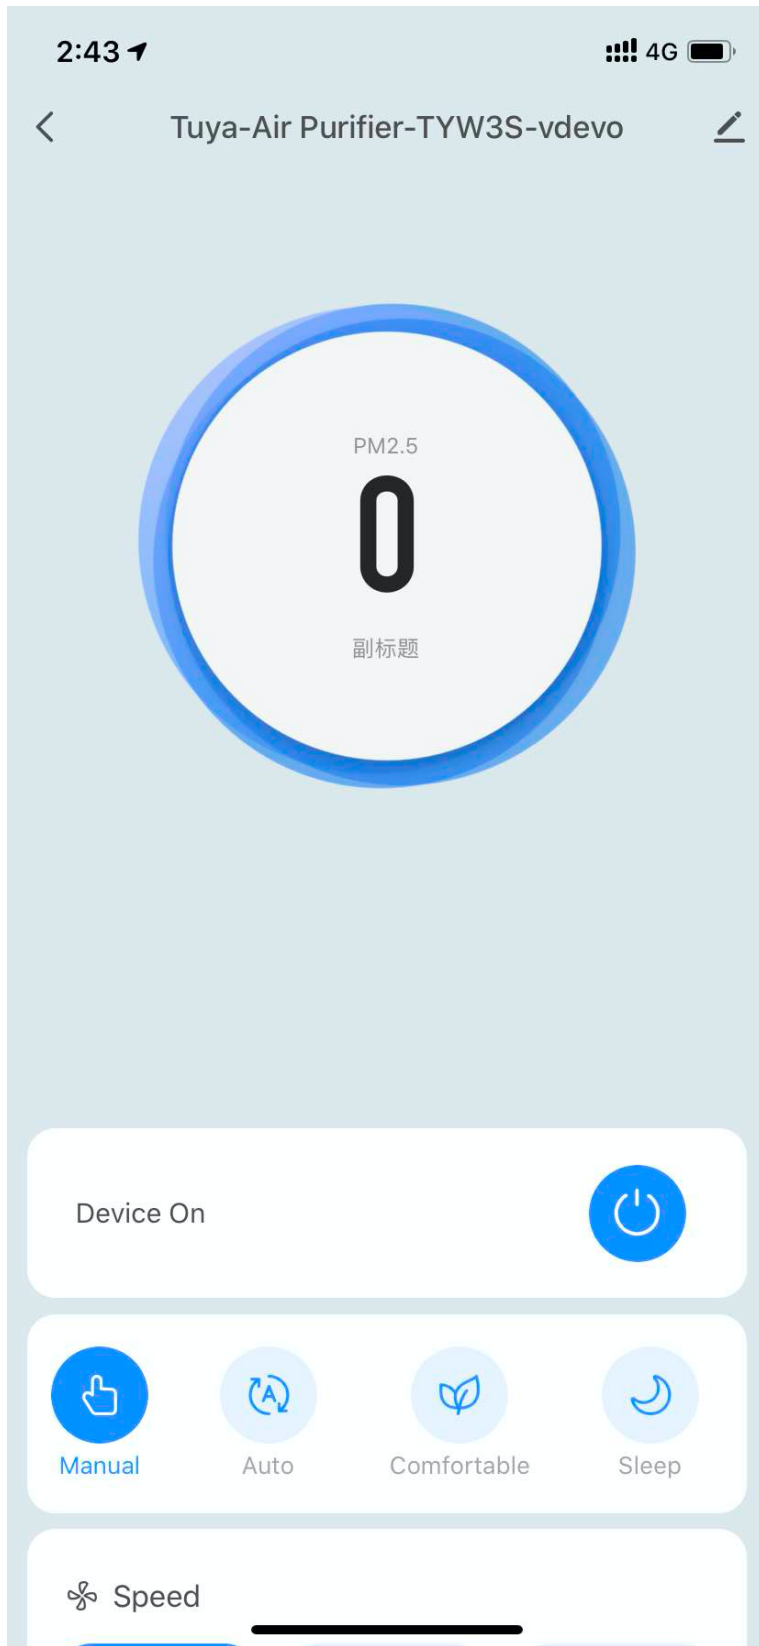 2:43
4G
Tuya-Air Purifier-TYW3S-vdevo
PM2.5
0
副标题
Device On
Manual
Auto
Comfortable
Sleep
Speed